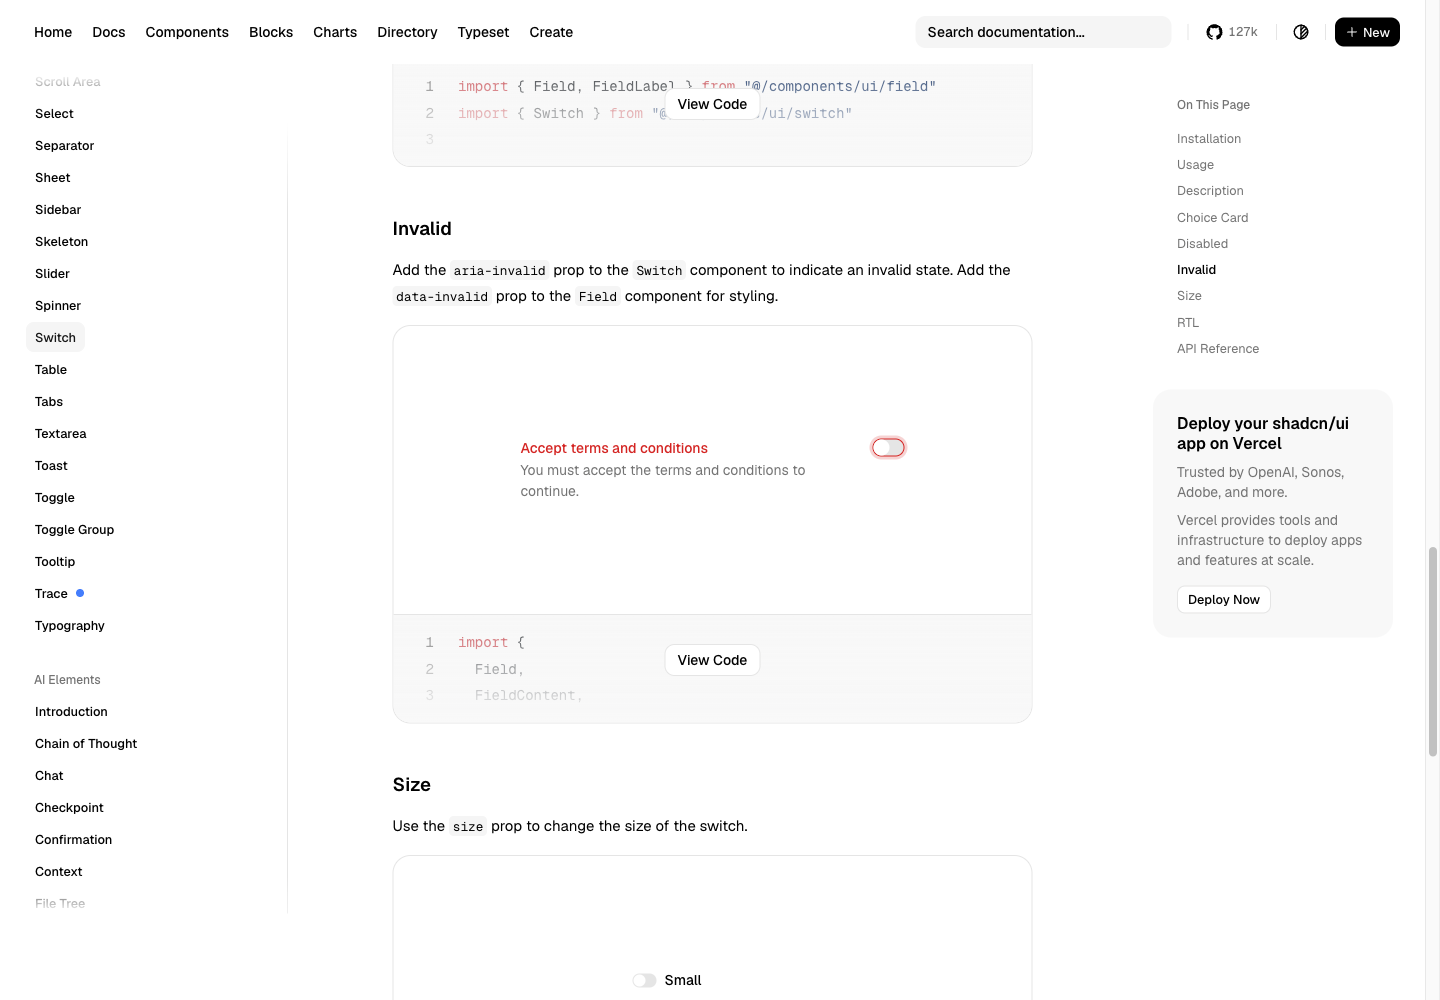 Home Docs Components Blocks Charts Directory Typeset Create
Search documentation...
127k
New
Scroll Area
Select
Separator
Sheet
Sidebar
Skeleton
Slider
Spinner
Switch
Table
Tabs
Textarea
Toast
Toggle
Toggle Group
Tooltip
Trace
Typography
AI Elements
Introduction
Chain of Thought
Chat
Checkpoint
Confirmation
Context
File Tree
1 import { Field, FieldLabel } from "@/components/ui/field"
View Code
2 import { Switch } from "@ /ui/switch"
3
Invalid
Add the aria-invalid prop to the Switch component to indicate an invalid state. Add the
data-invalid prop to the Field component for styling.
Accept terms and conditions
You must accept the terms and conditions to
continue.
1 import {
View Code
2 Field,
3 FieldContent,
Size
Use the size prop to change the size of the switch.
Small
On This Page
Installation
Usage
Description
Choice Card
Disabled
Invalid
Size
RTL
API Reference
Deploy your shadcn/ui
app on Vercel
Trusted by OpenAI, Sonos,
Adobe, and more.
Vercel provides tools and
infrastructure to deploy apps
and features at scale.
Deploy Now